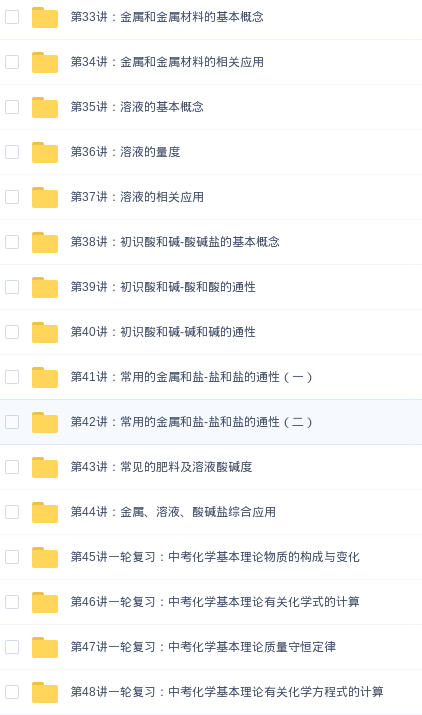 第33讲：金属和金属材料的基本概念
第34讲：金属和金属材料的相关应用
第35讲：溶液的基本概念
第36讲：溶液的量度
第37讲：溶液的相关应用
第38讲：初识酸和碱-酸碱盐的基本概念
第39讲：初识酸和碱-酸和酸的通性
第40讲：初识酸和碱-碱和碱的通性
第41讲：常用的金属和盐-盐和盐的通性（一）
第42讲：常用的金属和盐-盐和盐的通性（二）
第43讲：常见的肥料及溶液酸碱度
第44讲：金属、溶液、酸碱盐综合应用
第45讲一轮复习：中考化学基本理论物质的构成与变化
第46讲一轮复习：中考化学基本理论有关化学式的计算
第47讲一轮复习：中考化学基本理论质量守恒定律
第48讲一轮复习：中考化学基本理论有关化学方程式的计算